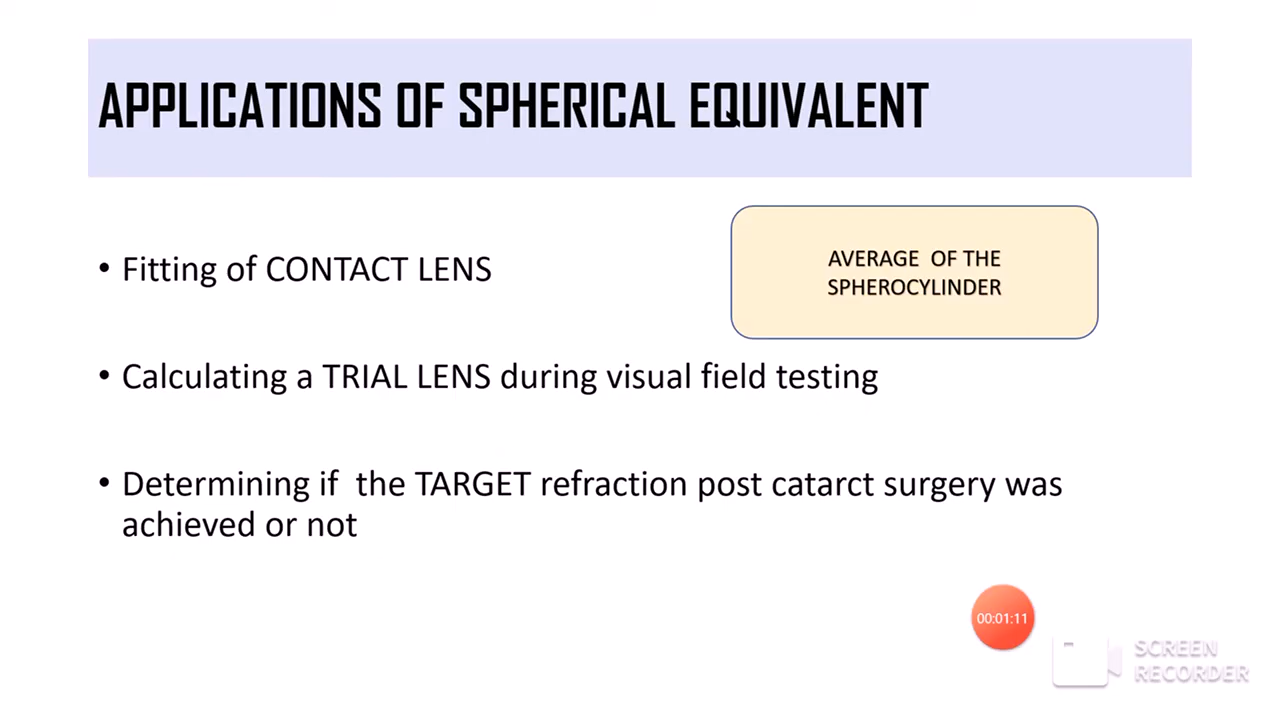 APPLICATIONS OF SPHERICAL EQUIVALENT
AVERAGE OF THE
SPHEROCYLINDER
• Fitting of CONTACT LENS
• Calculating a TRIAL LENS during visual field testing
• Determining if the TARGET refraction post catarct surgery was
achieved or not
00:01:11
SCREEN
RECORDER